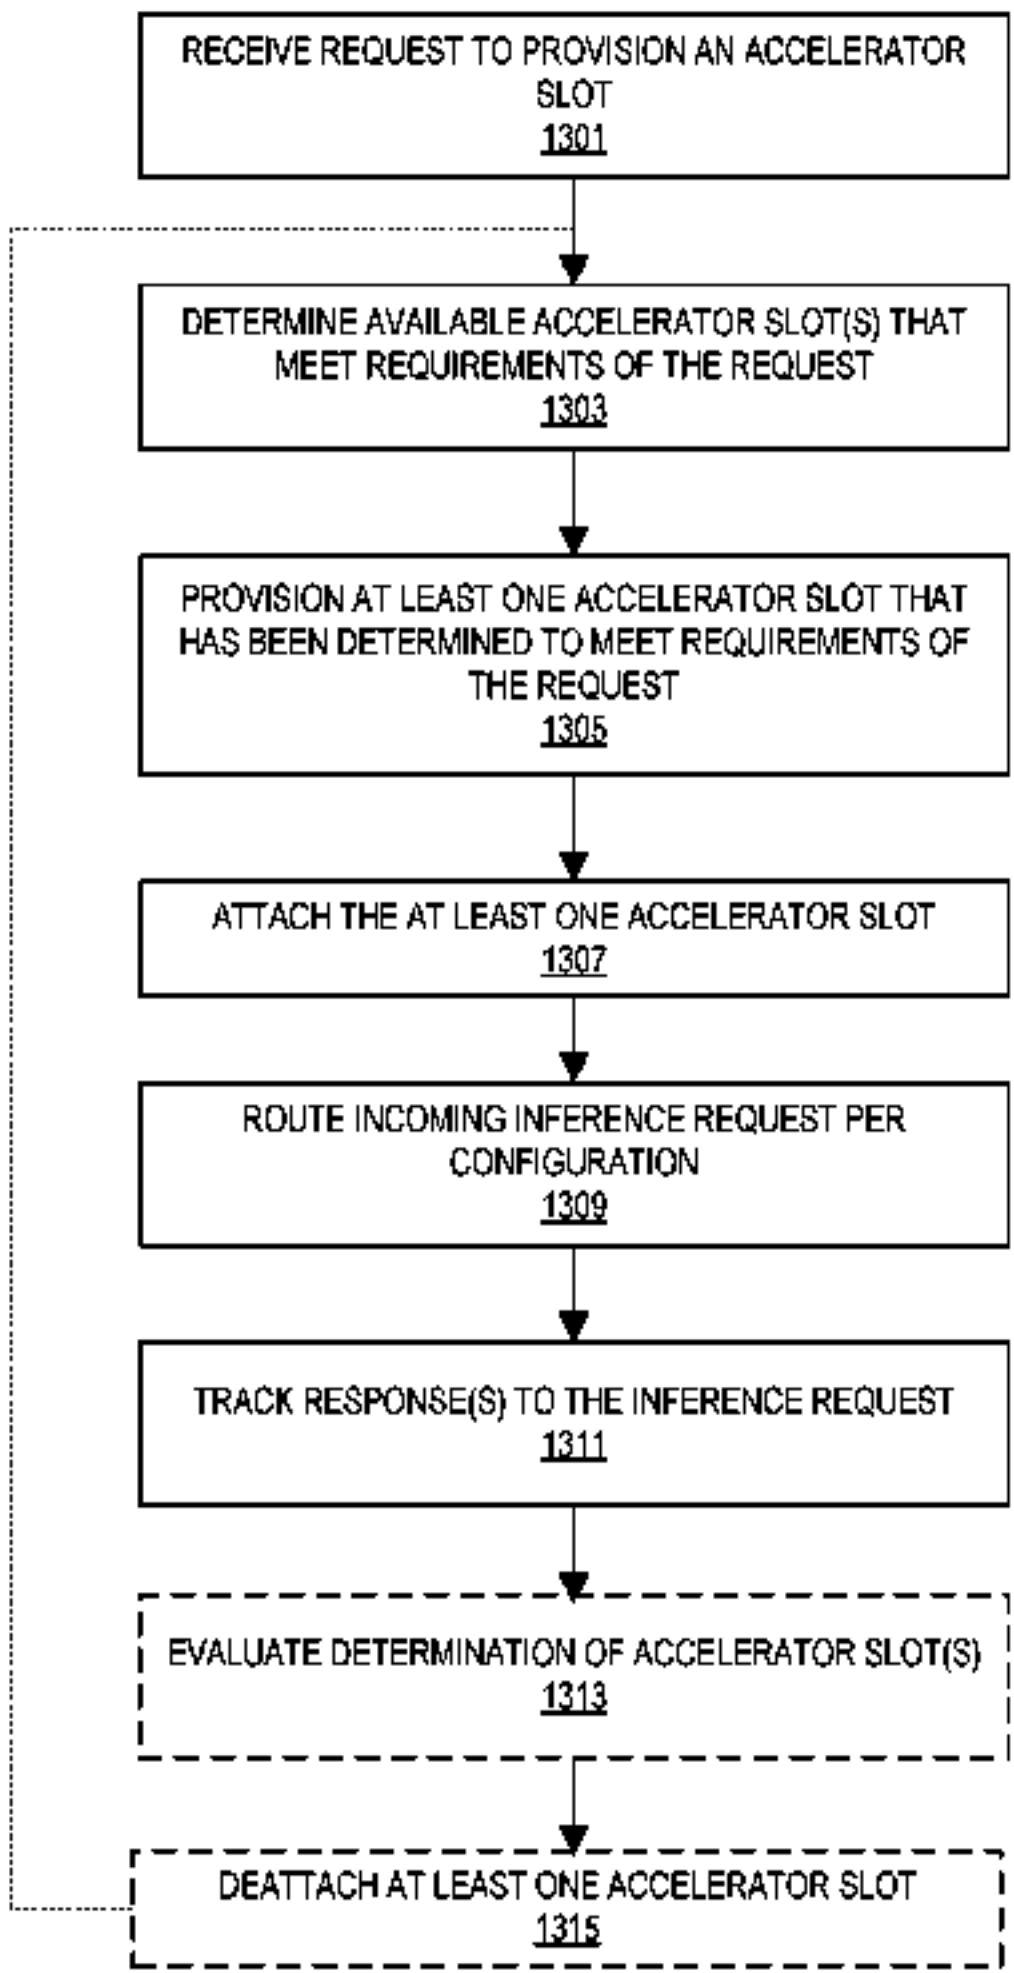 RECEIVE REQUEST TO PROVISION AN ACCELERATOR
SLOT
1301
DETERMINE AVAILABLE ACCELERATOR SLOT(S) THAT
MEET REQUIREMENTS OF THE REQUEST
1303
PROVISION AT LEAST ONE ACCELERATOR SLOT THAT
HAS BEEN DETERMINED TO MEET REQUIREMENTS OF
THE REQUEST
1305
ATTACH THE AT LEAST ONE ACCELERATOR SLOT
1307
ROUTE INCOMING INFERENCE REQUEST PER
CONFIGURATION
1309
TRACK RESPONSE(S) TO THE INFERENCE REQUEST
1311
EVALUATE DETERMINATION OF ACCELERATOR SLOT(S)
1313
DEATTACH AT LEAST ONE ACCELERATOR SLOT
1315